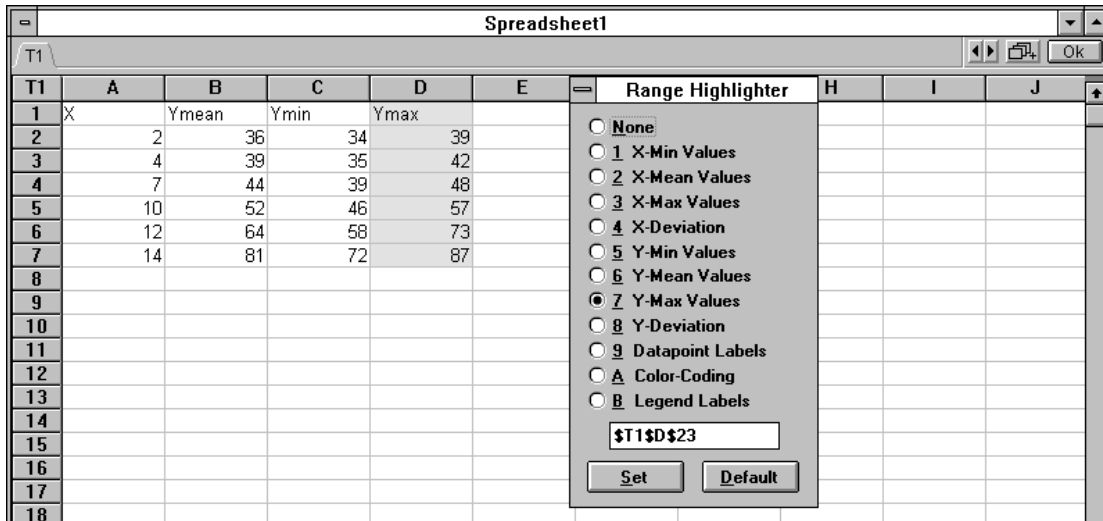 Spreadsheet1
T1 Ok
T1 A B C D E H I J
1 X Ymean Ymin Ymax
2 2 36 34 39
3 4 39 35 42
4 7 44 39 48
5 10 52 46 57
6 12 64 58 73
7 14 81 72 87
8
9
10
11
12
13
14
15
16
17
18
Range Highlighter
None
1 X-Min Values
2 X-Mean Values
3 X-Max Values
4 X-Deviation
5 Y-Min Values
6 Y-Mean Values
7 Y-Max Values
8 Y-Deviation
9 Datapoint Labels
A Color-Coding
B Legend Labels
$T1$D$23
Set Default